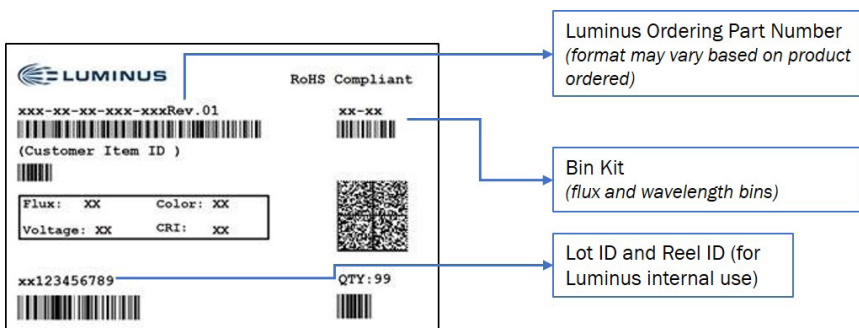 LUMINUS
RoHS Compliant
xxx-xx-xx-xxx-xxxRev.01
xx-xx
(Customer Item ID )
Flux: XX Color: XX
Voltage: XX CRI: XX
xx123456789
QTY:99
Luminus Ordering Part Number
(format may vary based on product
ordered)
Bin Kit
(flux and wavelength bins)
Lot ID and Reel ID (for
Luminus internal use)